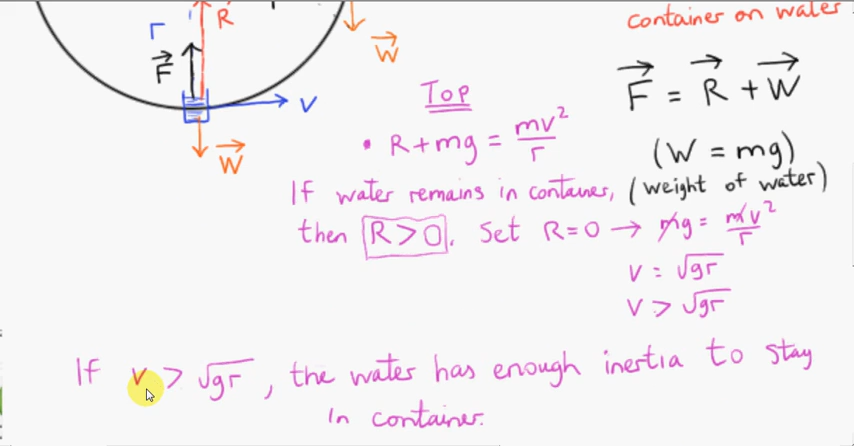 container on water
r
R
F
W
v
W
F = R + W
Top
• R+mg = mv²/r
(W = mg)
(weight of water)
If water remains in container,
then R>0. Set R=0 → mg = mv²/r
v = √gr
v > √gr
If v > √gr, the water has enough inertia to stay
in container.